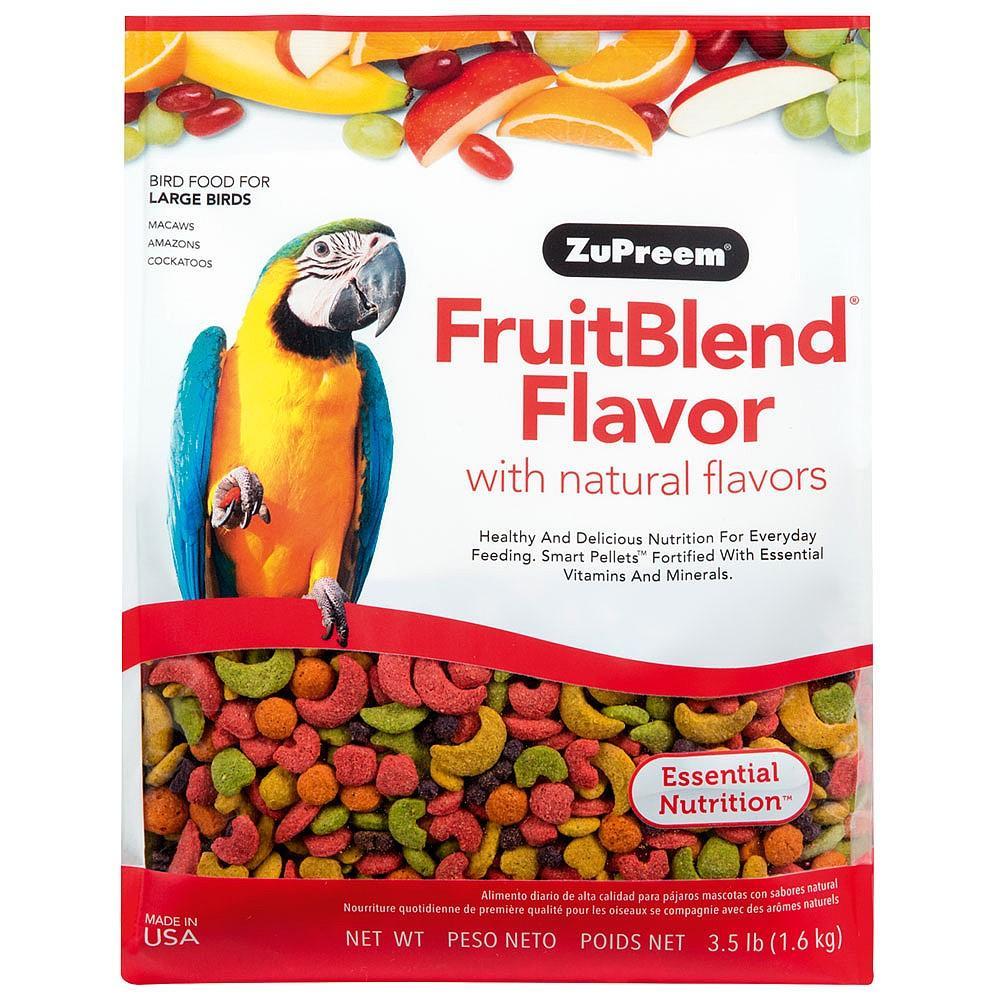 BIRD FOOD FOR
LARGE BIRDS
MACAWS
AMAZONS
COCKATOOS
ZuPreem®
FruitBlend®
Flavor
with natural flavors
Healthy And Delicious Nutrition For Everyday
Feeding. Smart Pellets™ Fortified With Essential
Vitamins And Minerals.
Essential
Nutrition™
Alimento diario de alta calidad para pájaros mascotas con sabores natural
Nourriture quotidienne de première qualité pour les oiseaux se compagnie avec des arômes naturels
MADE IN
USA
NET WT PESO NETO POIDS NET 3.5 lb (1.6 kg)